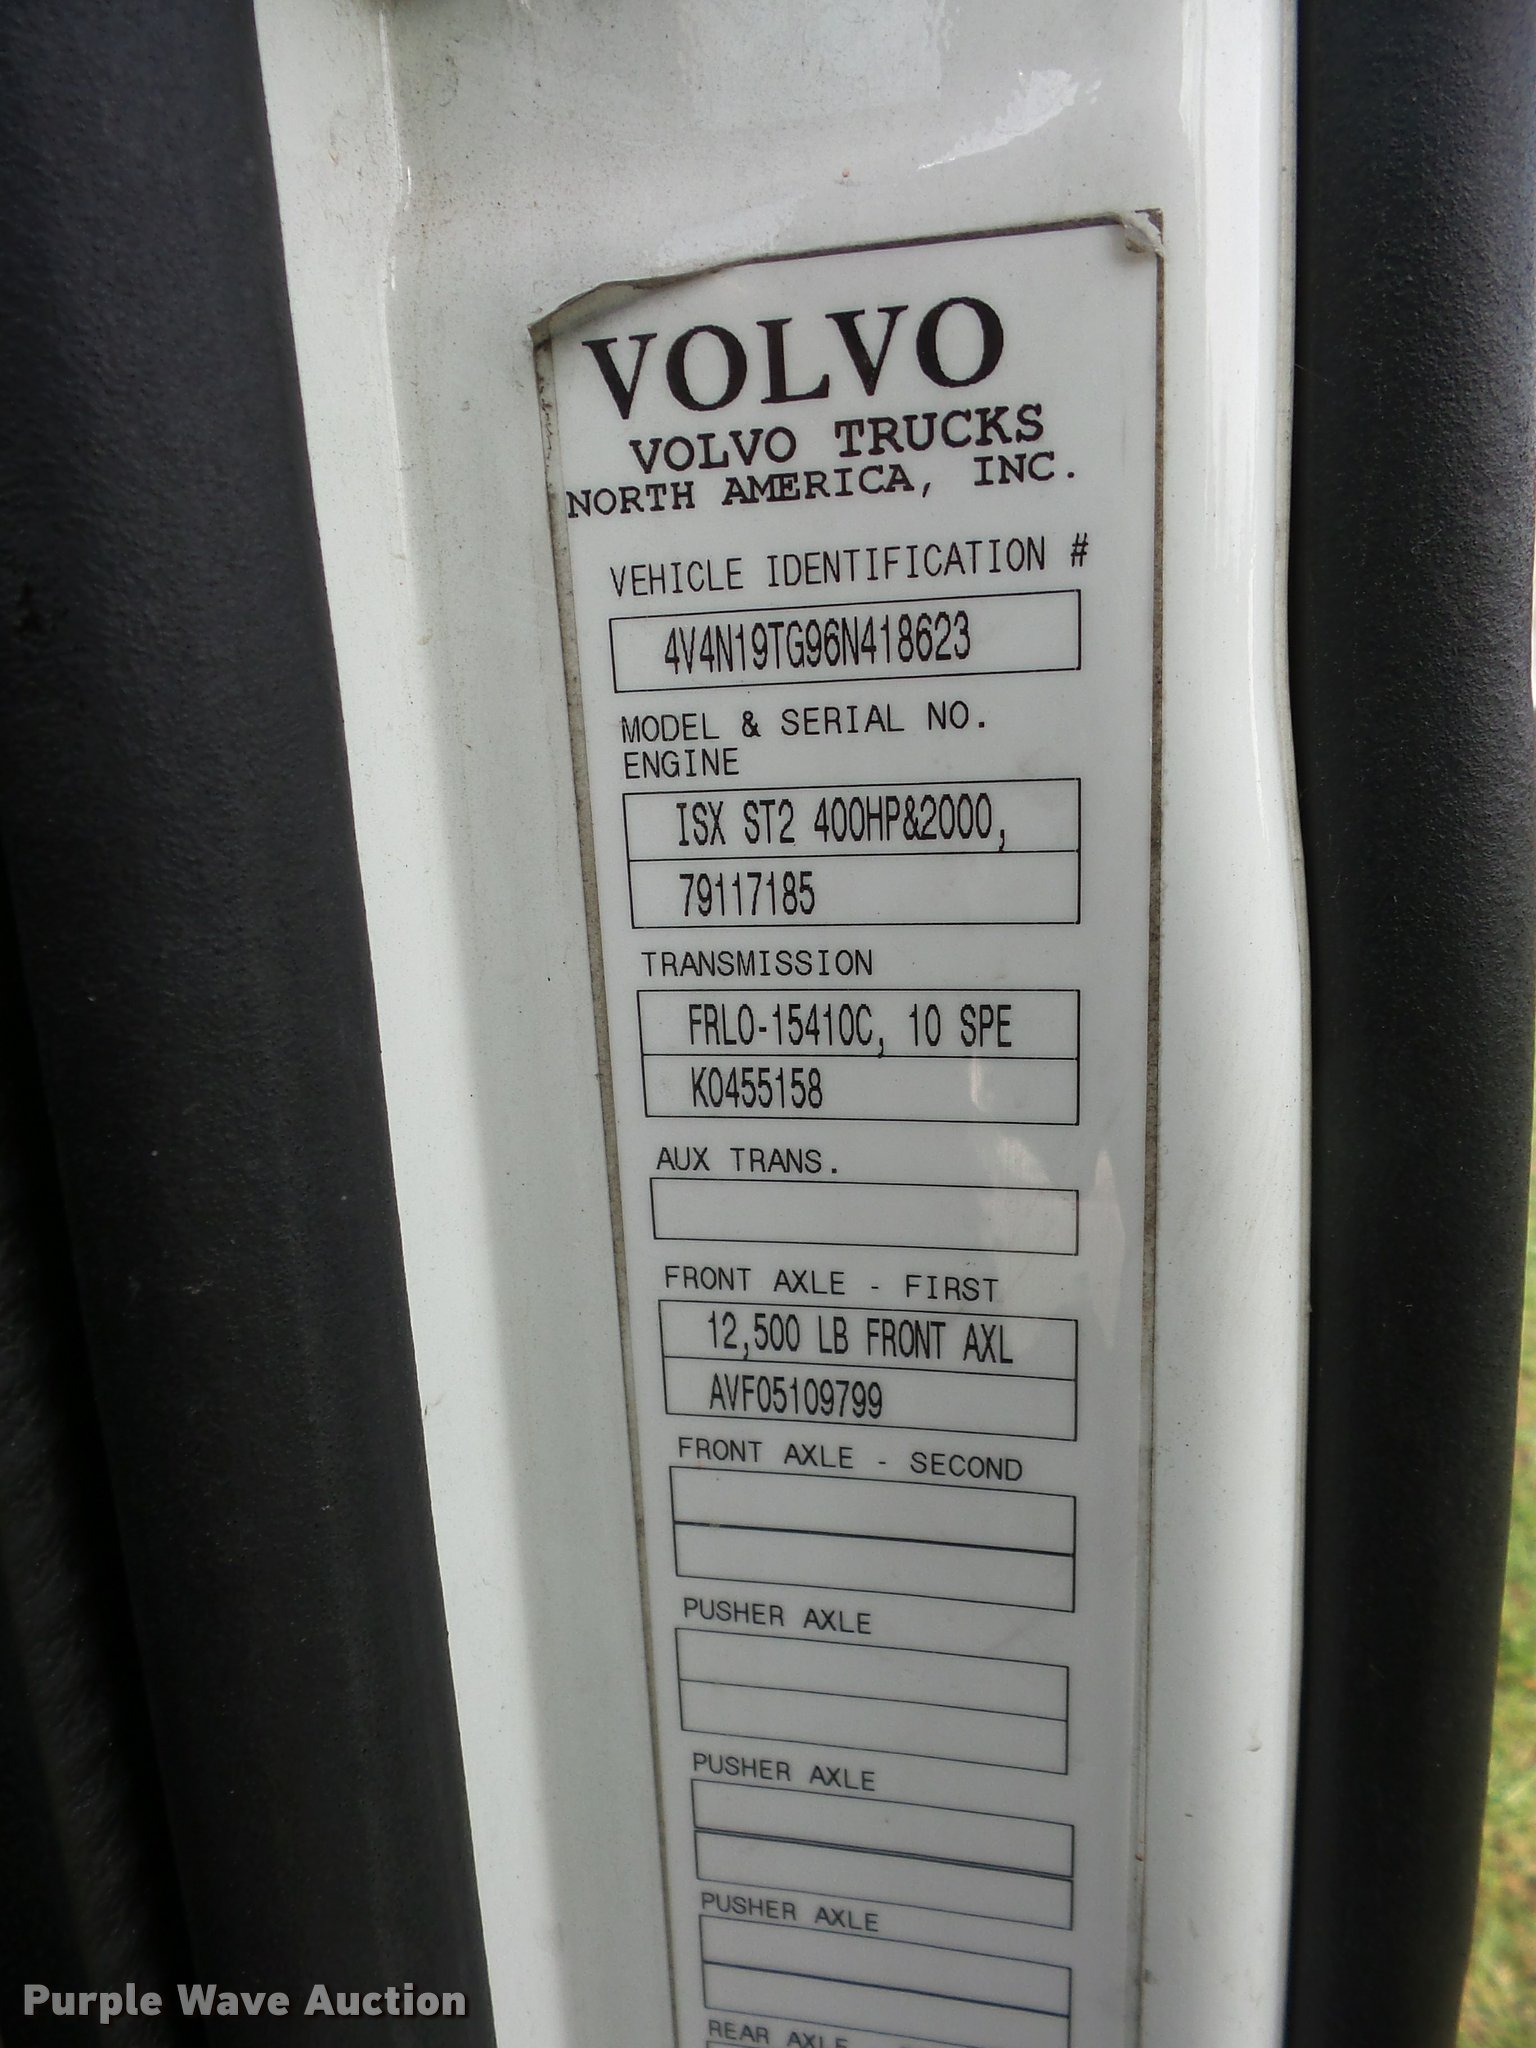 VOLVO
VOLVO TRUCKS
NORTH AMERICA, INC.
VEHICLE IDENTIFICATION #
4V4N19TG96N418623
MODEL & SERIAL NO.
ENGINE
ISX ST2 400HP&2000,
79117185
TRANSMISSION
FRLO-15410C, 10 SPE
K0455158
AUX TRANS.
FRONT AXLE - FIRST
12,500 LB FRONT AXL
AVF05109799
FRONT AXLE - SECOND
PUSHER AXLE
PUSHER AXLE
PUSHER AXLE
REAR AXLE
Purple Wave Auction